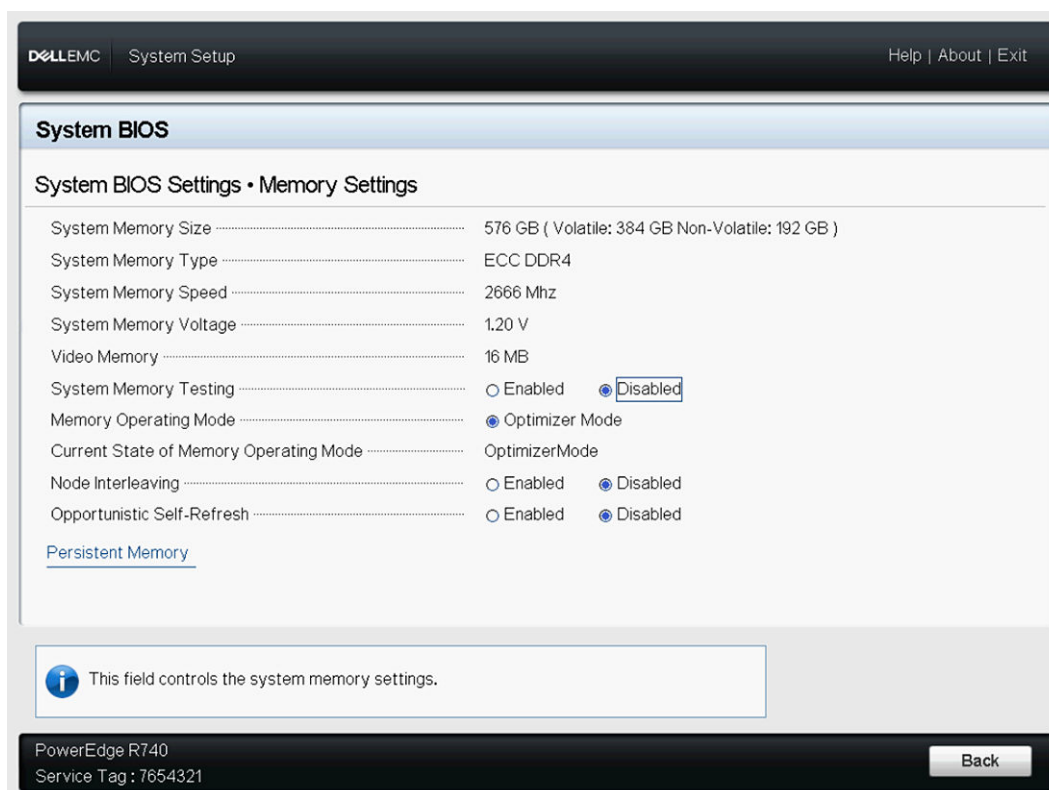 DELLEMC System Setup Help | About | Exit
System BIOS
System BIOS Settings • Memory Settings
System Memory Size 576 GB ( Volatile: 384 GB Non-Volatile: 192 GB )
System Memory Type ECC DDR4
System Memory Speed 2666 Mhz
System Memory Voltage 1.20 V
Video Memory 16 MB
System Memory Testing Enabled Disabled
Memory Operating Mode Optimizer Mode
Current State of Memory Operating Mode OptimizerMode
Node Interleaving Enabled Disabled
Opportunistic Self-Refresh Enabled Disabled
Persistent Memory
This field controls the system memory settings.
PowerEdge R740
Service Tag : 7654321
Back